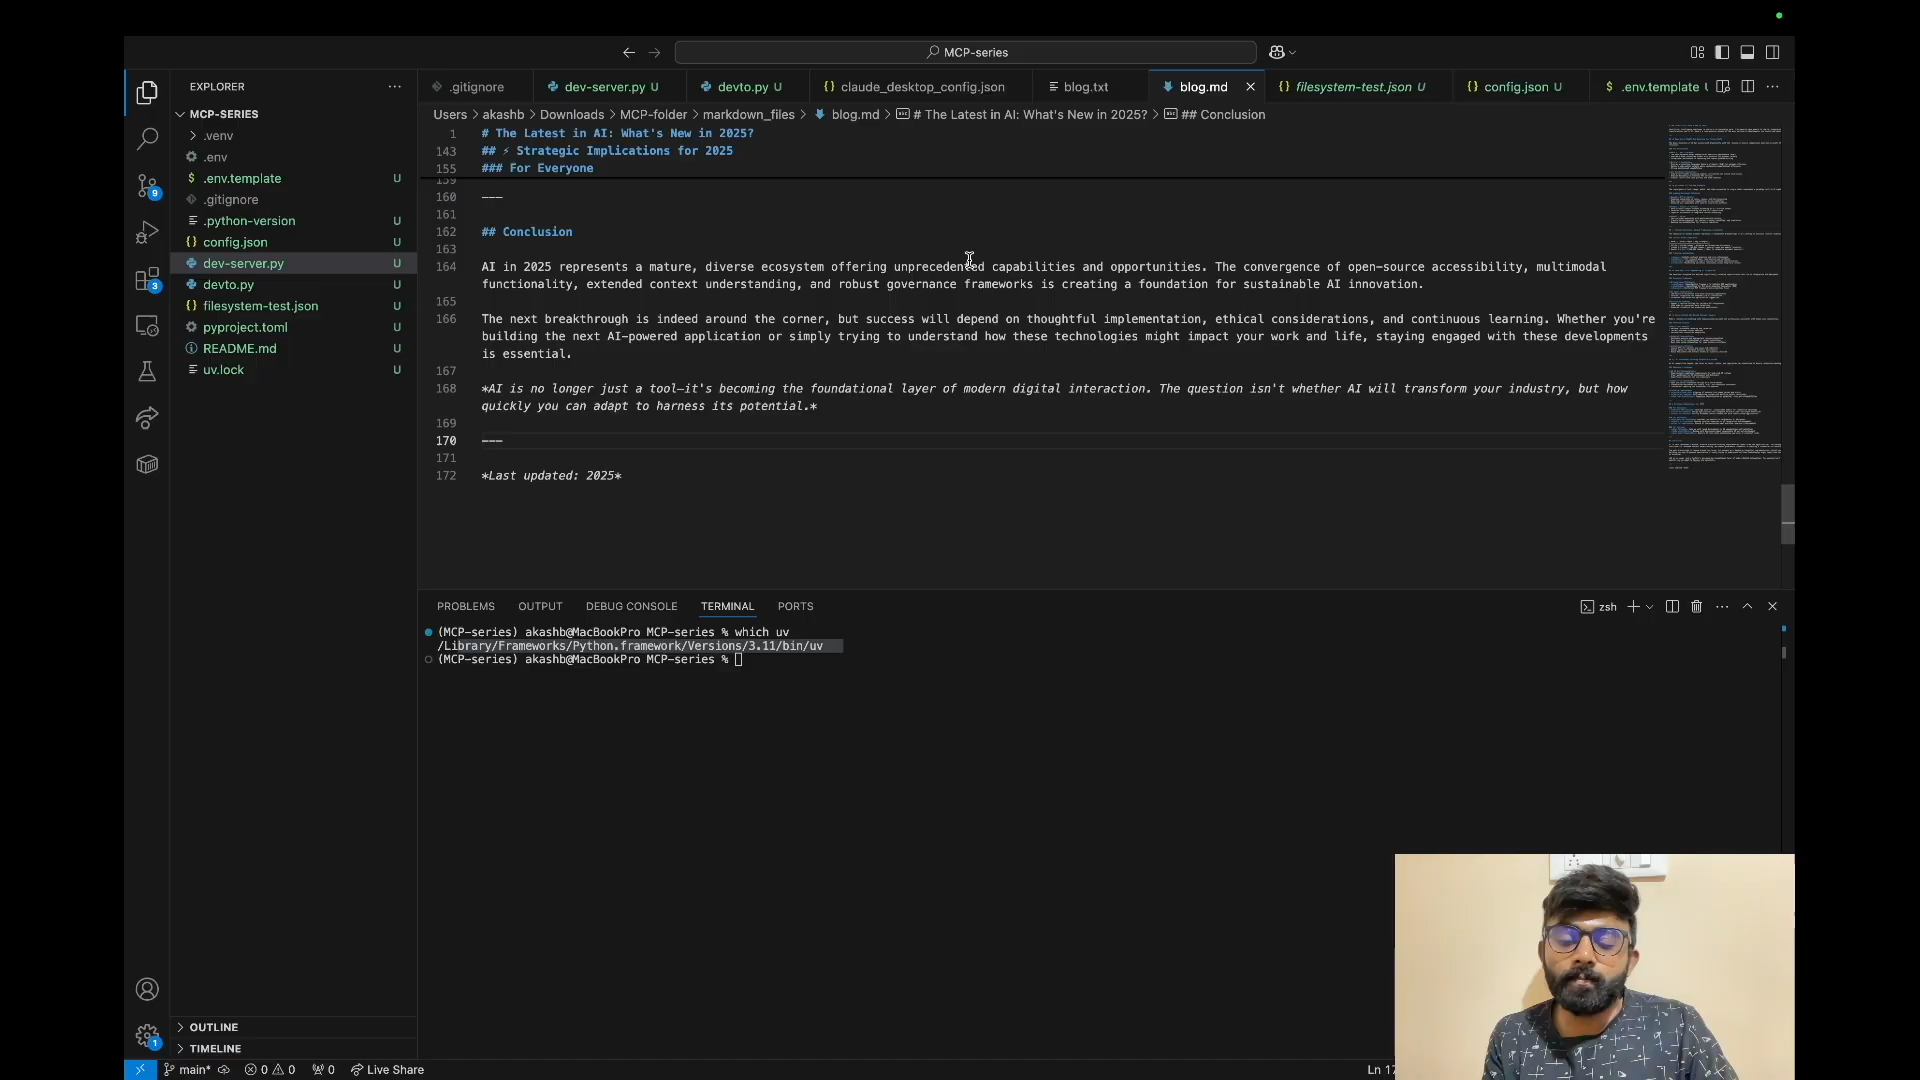 MCP-series
EXPLORER
MCP-SERIES
.venv
.env
.env.template U
.gitignore
.python-version U
config.json U
dev-server.py U
devto.py U
filesystem-test.json U
pyproject.toml U
README.md U
uv.lock U
OUTLINE
TIMELINE
9
3
1
.gitignore
dev-server.py U
devto.py U
claude_desktop_config.json
blog.txt
blog.md
filesystem-test.json U
config.json U
.env.template
Users > akashb > Downloads > MCP-folder > markdown_files > blog.md > # The Latest in AI: What's New in 2025? > ## Conclusion
1 # The Latest in AI: What's New in 2025?
143 ## ⚡ Strategic Implications for 2025
155 ### For Everyone
159
160 ---
161
162 ## Conclusion
163
164 AI in 2025 represents a mature, diverse ecosystem offering unprecedented capabilities and opportunities. The convergence of open-source accessibility, multimodal
functionality, extended context understanding, and robust governance frameworks is creating a foundation for sustainable AI innovation.
165
166 The next breakthrough is indeed around the corner, but success will depend on thoughtful implementation, ethical considerations, and continuous learning. Whether you're
building the next AI-powered application or simply trying to understand how these technologies might impact your work and life, staying engaged with these developments
is essential.
167
168 *AI is no longer just a tool—it's becoming the foundational layer of modern digital interaction. The question isn't whether AI will transform your industry, but how
quickly you can adapt to harness its potential.*
169
170 ---
171
172 *Last updated: 2025*
PROBLEMS OUTPUT DEBUG CONSOLE TERMINAL PORTS
zsh
(MCP-series) akashb@MacBookPro MCP-series % which uv
/Library/Frameworks/Python.framework/Versions/3.11/bin/uv
(MCP-series) akashb@MacBookPro MCP-series %
main* 0 0 0 Live Share
Ln 17